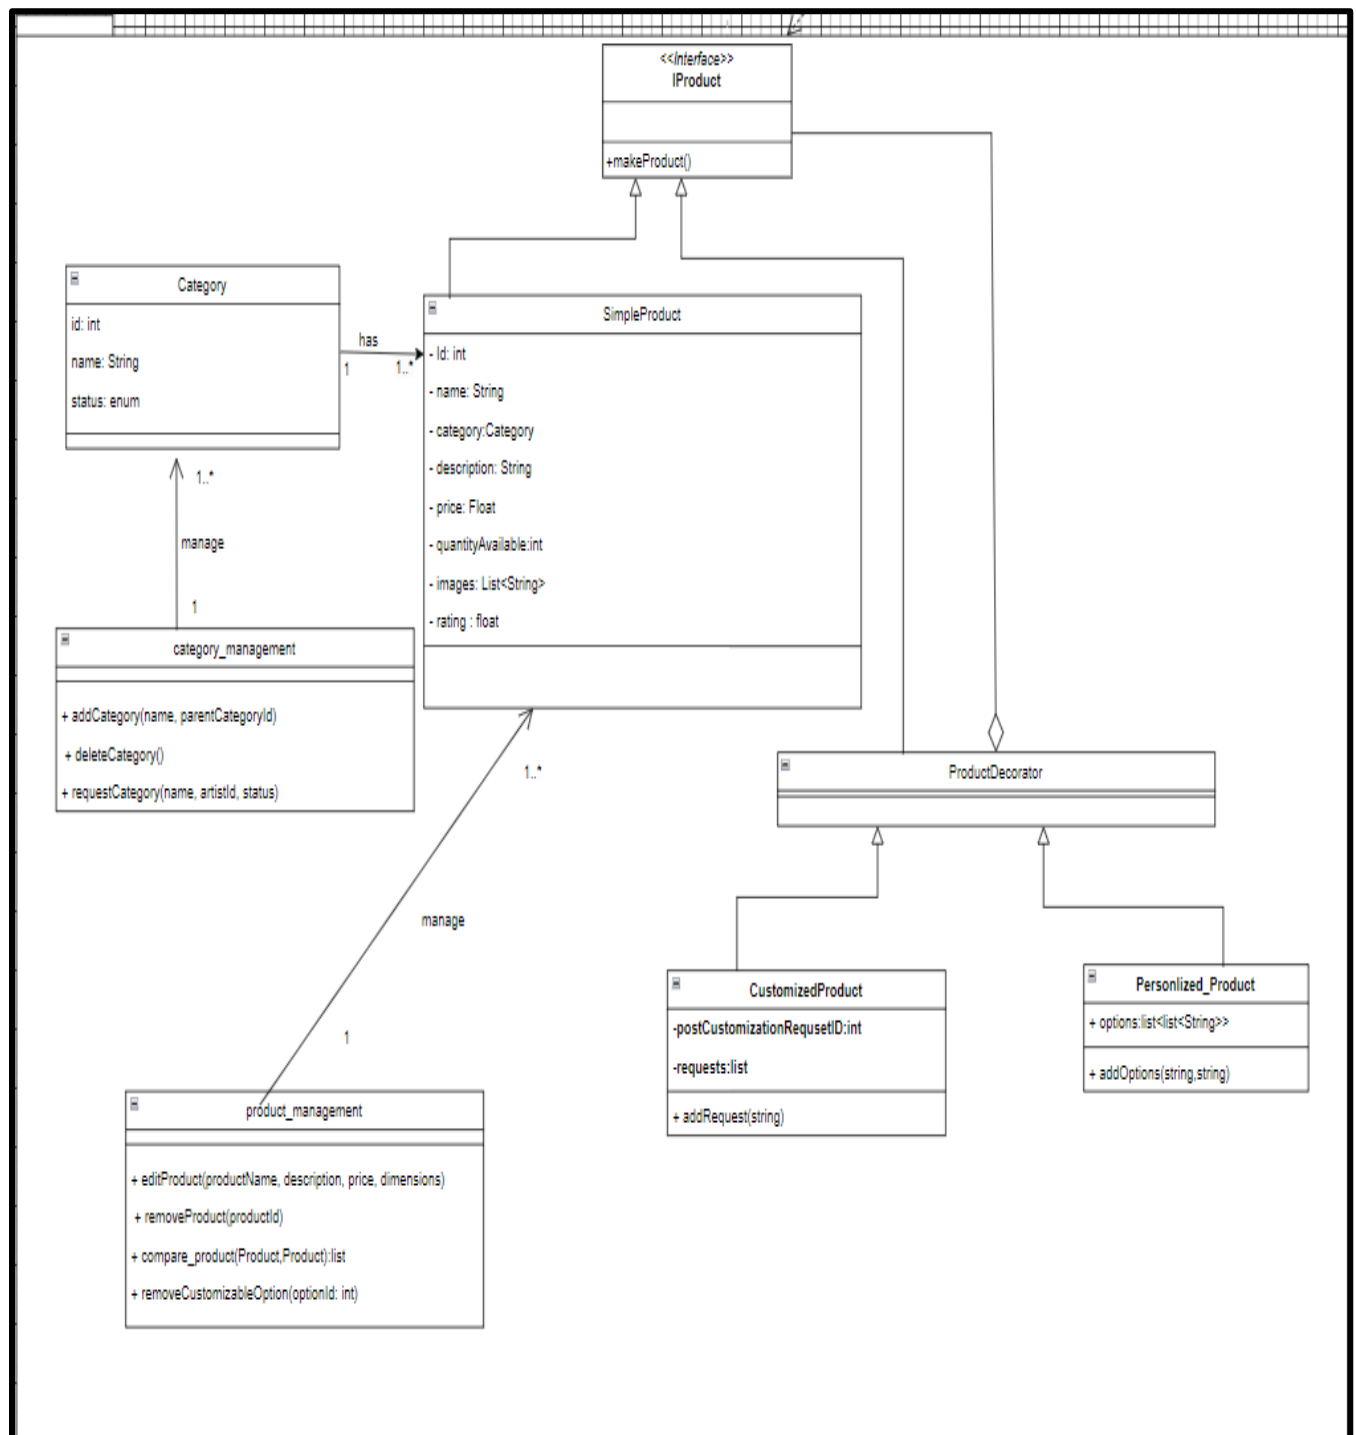 <<Interface>>
IProduct
+makeProduct()
Category
id: int
name: String
status: enum
has
1
1..*
SimpleProduct
- Id: int
- name: String
- category:Category
- description: String
- price: Float
- quantityAvailable:int
- images: List<String>
- rating : float
1..*
manage
1
category_management
+ addCategory(name, parentCategoryId)
+ deleteCategory()
+ requestCategory(name, artistId, status)
1..*
manage
1
ProductDecorator
CustomizedProduct
-postCustomizationRequsetID:int
-requests:list
+ addRequest(string)
Personlized_Product
+ options:list<list<String>>
+ addOptions(string,string)
product_management
+ editProduct(productName, description, price, dimensions)
+ removeProduct(productId)
+ compare_product(Product,Product):list
+ removeCustomizableOption(optionId: int)